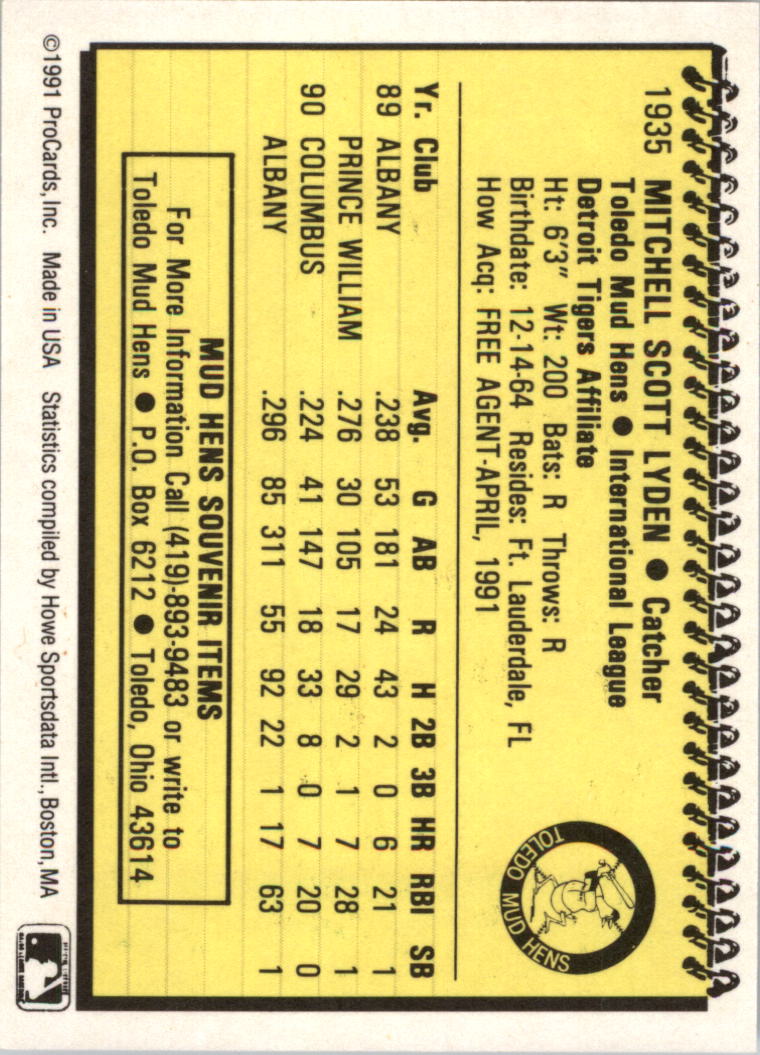 1935 MITCHELL SCOTT LYDEN ● Catcher
Toledo Mud Hens ● International League
Detroit Tigers Affiliate
Ht: 6'3" Wt: 200 Bats: R Throws: R
Birthdate: 12-14-64 Resides: Ft. Lauderdale, FL
How Acq: FREE AGENT-APRIL, 1991
TOLEDO MUD HENS
Yr. Club Avg. G AB R H 2B 3B HR RBI SB
89 ALBANY .238 53 181 24 43 2 0 6 21 1
PRINCE WILLIAM .276 30 105 17 29 2 1 7 28 1
90 COLUMBUS .224 41 147 18 33 8 0 7 20 0
ALBANY .296 85 311 55 92 22 1 17 63 1
MUD HENS SOUVENIR ITEMS
For More Information Call (419)-893-9483 or write to
Toledo Mud Hens ● P.O. Box 6212 ● Toledo, Ohio 43614
©1991 ProCards, Inc. Made in USA Statistics compiled by Howe Sportsdata Intl., Boston, MA